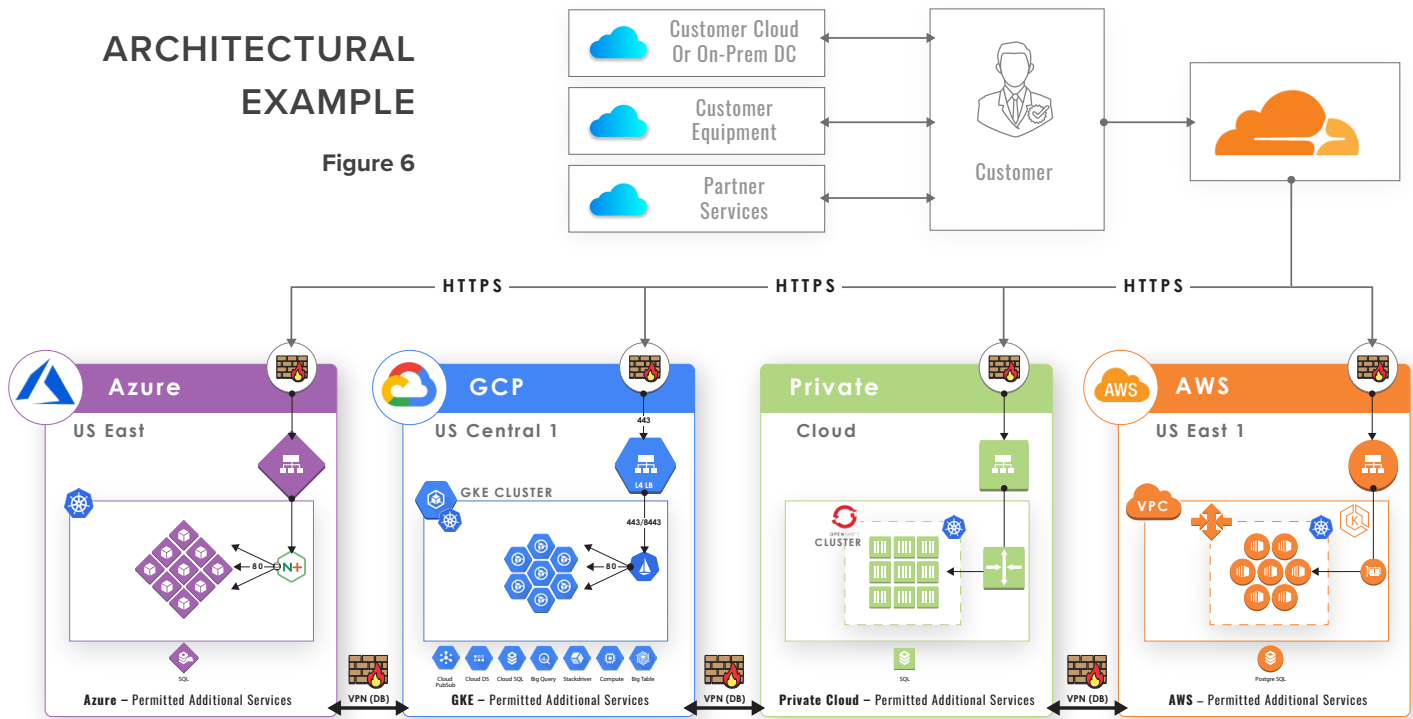 ARCHITECTURAL
EXAMPLE
Figure 6
Customer Cloud
Or On-Prem DC
Customer
Equipment
Partner
Services
Customer
HTTPS
HTTPS
HTTPS
Azure
US East
80
N+
SQL
Azure – Permitted Additional Services
VPN (DB)
GCP
US Central 1
443
L4 LB
GKE CLUSTER
443/8443
80
Cloud
PubSub
Cloud DS
Cloud SQL
Big Query
Stackdriver
Compute
Big Table
GKE – Permitted Additional Services
VPN (DB)
Private
Cloud
OPENSHIFT
CLUSTER
SQL
Private Cloud – Permitted Additional Services
VPN (DB)
AWS
AWS
US East 1
VPC
K
Postgre SQL
AWS – Permitted Additional Services